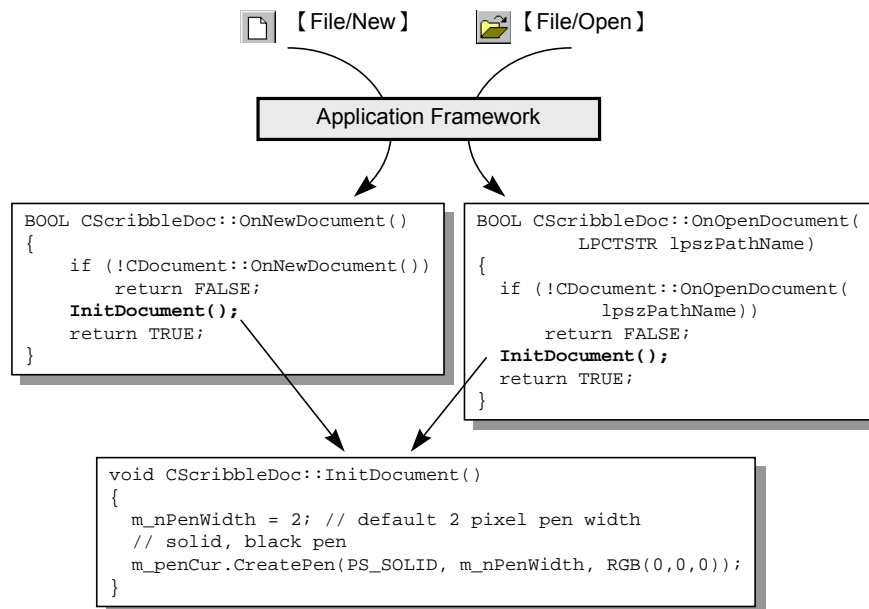 【File/New】 【File/Open】
Application Framework
BOOL CScribbleDoc::OnNewDocument()
{
    if (!CDocument::OnNewDocument())
        return FALSE;
    InitDocument();
    return TRUE;
}
BOOL CScribbleDoc::OnOpenDocument(
        LPCTSTR lpszPathName)
{
  if (!CDocument::OnOpenDocument(
        lpszPathName))
      return FALSE;
  InitDocument();
  return TRUE;
}
void CScribbleDoc::InitDocument()
{
  m_nPenWidth = 2; // default 2 pixel pen width
  // solid, black pen
  m_penCur.CreatePen(PS_SOLID, m_nPenWidth, RGB(0,0,0));
}